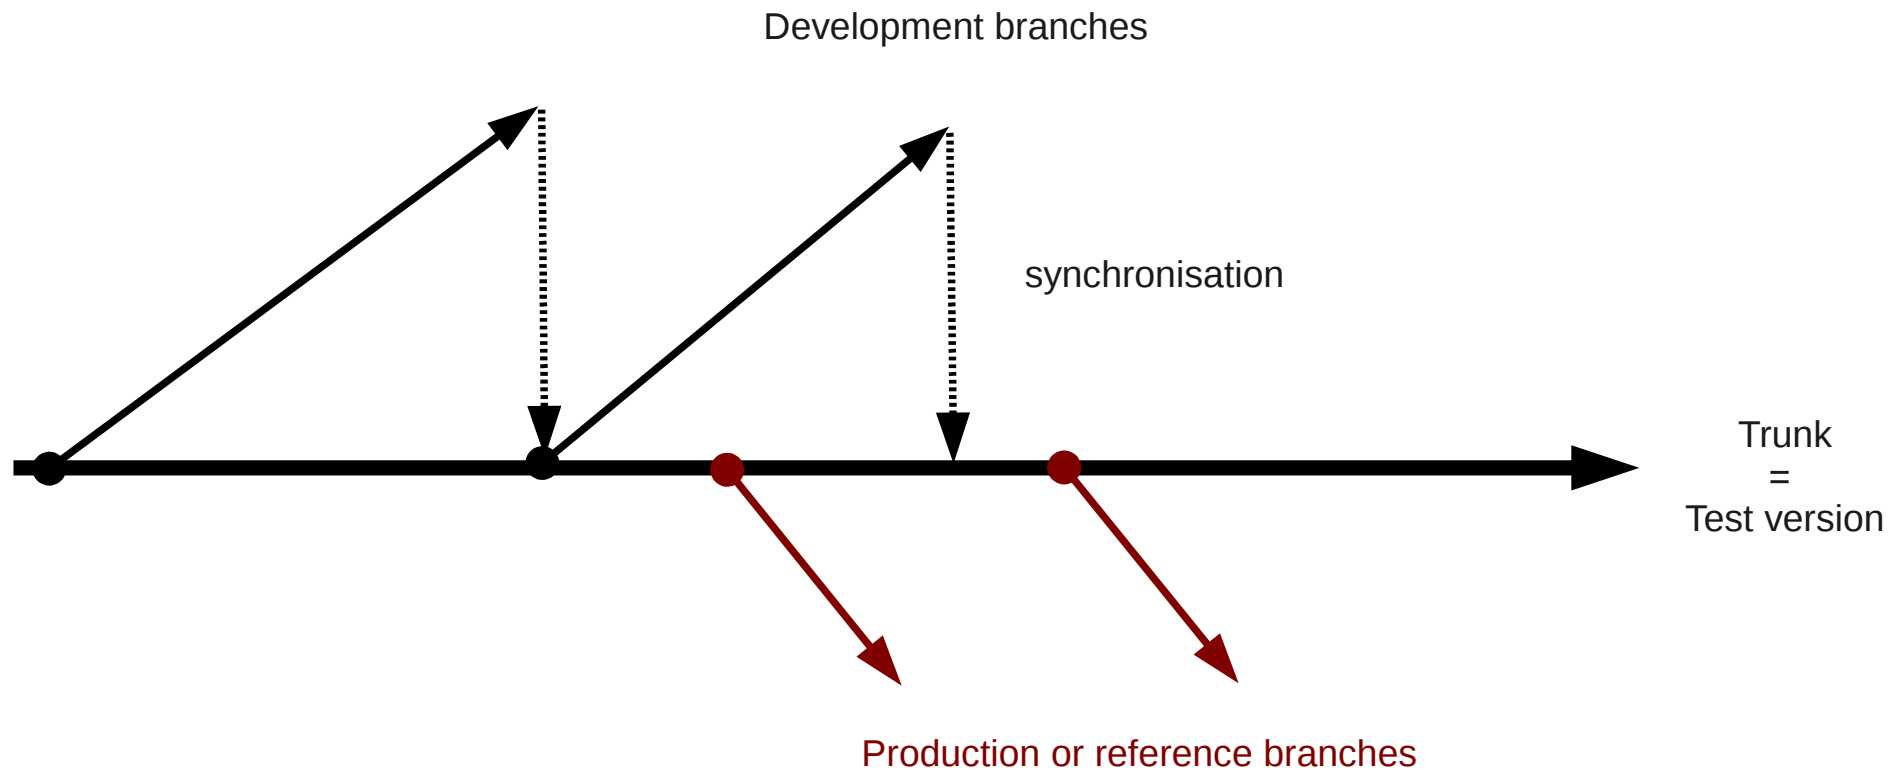 Development branches
synchronisation
Trunk
=
Test version
Production or reference branches